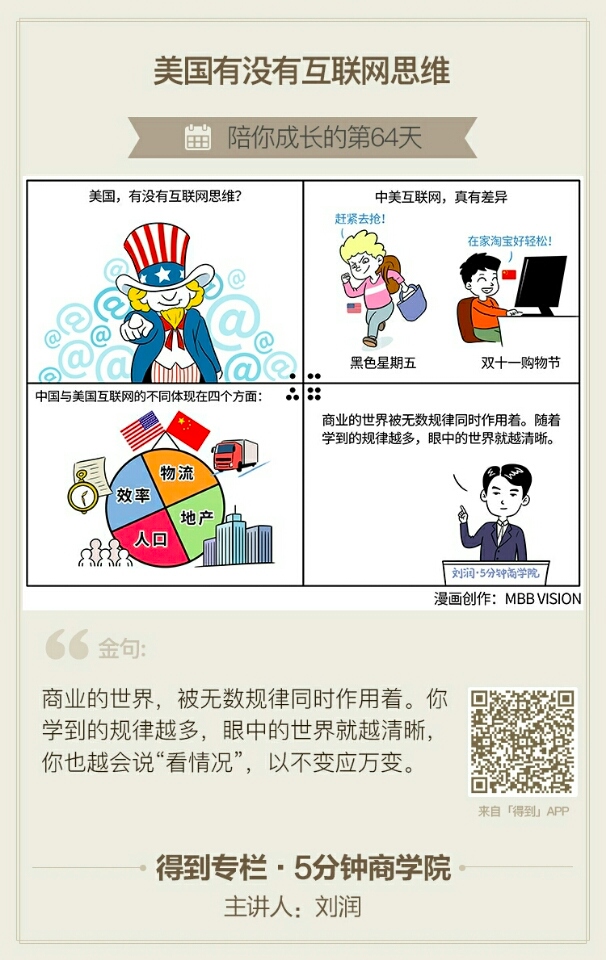 美国有没有互联网思维
陪你成长的第64天
美国，有没有互联网思维？
中美互联网，真有差异
赶紧去抢！
在家淘宝好轻松！
黑色星期五
双十一购物节
中国与美国互联网的不同体现在四个方面：
物流
效率
地产
人口
商业的世界被无数规律同时作用着。随着
学到的规律越多，眼中的世界就越清晰。
刘润·5分钟商学院
漫画创作：MBB VISION
金句:
商业的世界，被无数规律同时作用着。你
学到的规律越多，眼中的世界就越清晰，
你也越会说“看情况”，以不变应万变。
来自「得到」APP
得到专栏·5分钟商学院
主讲人：刘润